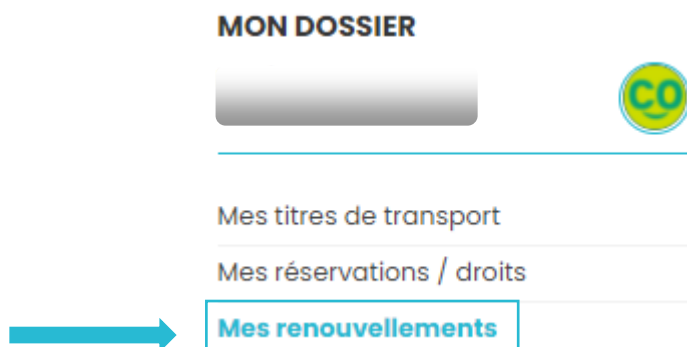 MON DOSSIER
CO
Mes titres de transport
Mes réservations / droits
Mes renouvellements